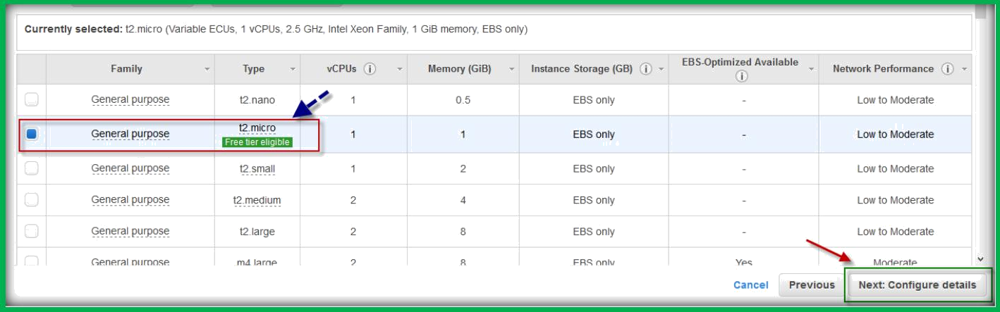 Currently selected: t2.micro (Variable ECUs, 1 vCPUs, 2.5 GHz, Intel Xeon Family, 1 GiB memory, EBS only)
Family Type vCPUs i Memory (GiB) Instance Storage (GB) i EBS-Optimized Available i Network Performance i
General purpose t2.nano 1 0.5 EBS only - Low to Moderate
General purpose t2.micro Free tier eligible 1 1 EBS only - Low to Moderate
General purpose t2.small 1 2 EBS only - Low to Moderate
General purpose t2.medium 2 4 EBS only - Low to Moderate
General purpose t2.large 2 8 EBS only - Low to Moderate
General purpose m4.large 2 8 EBS only Yes Moderate
Cancel Previous Next: Configure details